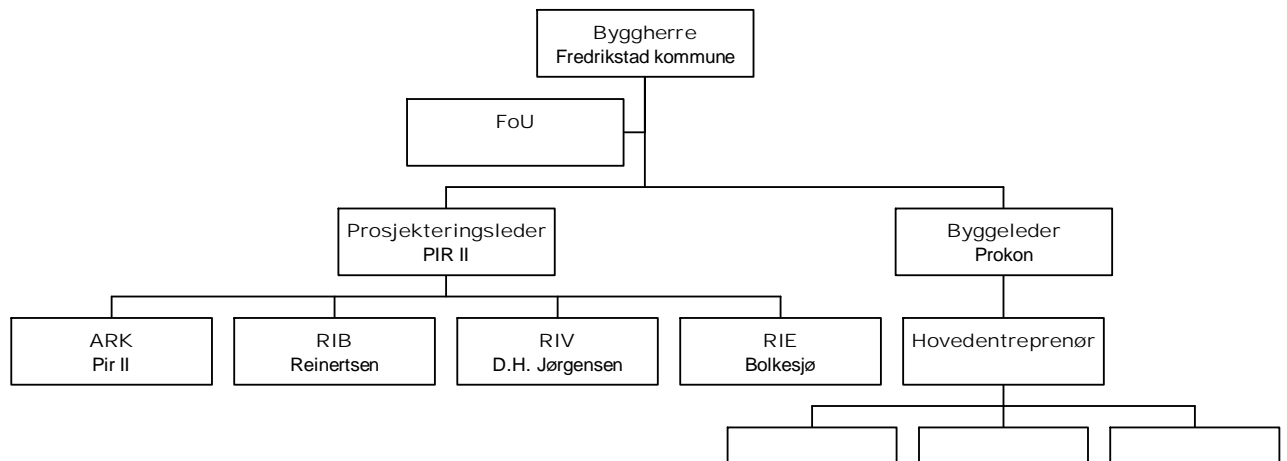 Byggherre
Fredrikstad kommune
FoU
Prosjekteringsleder
PIR II
Byggeleder
Prokon
ARK
Pir II
RIB
Reinertsen
RIV
D.H. Jørgensen
RIE
Bolkesjø
Hovedentreprenør